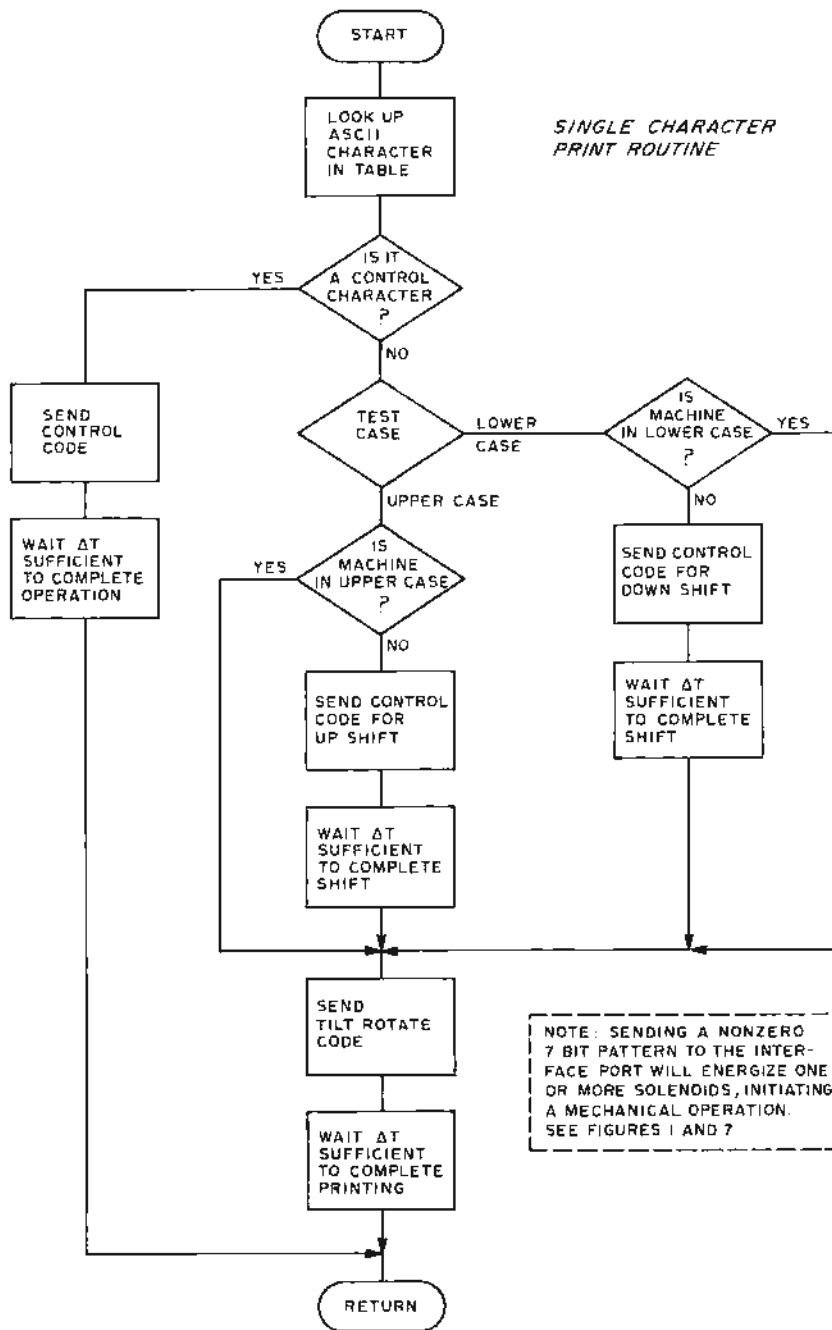 START
LOOK UP
ASCII
CHARACTER
IN TABLE
SINGLE CHARACTER
PRINT ROUTINE
IS IT
A CONTROL
CHARACTER
?
YES
NO
SEND
CONTROL
CODE
WAIT ΔT
SUFFICIENT
TO COMPLETE
OPERATION
TEST
CASE
LOWER
CASE
UPPER CASE
IS
MACHINE
IN LOWER CASE
?
YES
NO
SEND CONTROL
CODE FOR
DOWN SHIFT
WAIT ΔT
SUFFICIENT
TO COMPLETE
SHIFT
IS
MACHINE
IN UPPER CASE
?
YES
NO
SEND CONTROL
CODE FOR
UP SHIFT
WAIT ΔT
SUFFICIENT
TO COMPLETE
SHIFT
SEND
TILT ROTATE
CODE
WAIT ΔT
SUFFICIENT
TO COMPLETE
PRINTING
RETURN
NOTE: SENDING A NONZERO
7 BIT PATTERN TO THE INTER-
FACE PORT WILL ENERGIZE ONE
OR MORE SOLENOIDS, INITIATING
A MECHANICAL OPERATION.
SEE FIGURES 1 AND 7